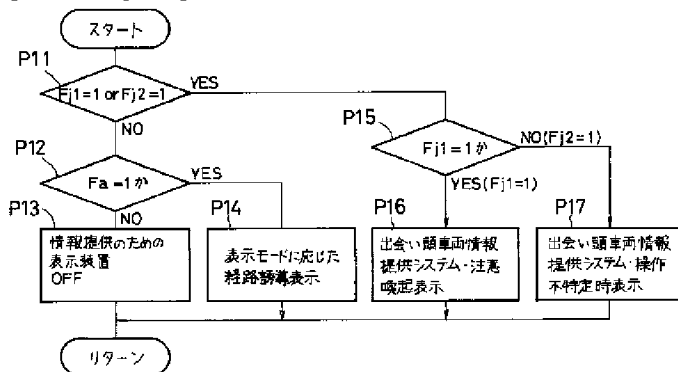 スタート
P11
Fj1=1 or Fj2=1
YES
NO
P15
Fj1=1か
NO(Fj2=1)
YES(Fj1=1)
P12
Fa=1か
YES
NO
P13
情報提供のための
表示装置
OFF
P14
表示モードに応じた
経路誘導表示
P16
出会い頭車両情報
提供システム・注意
喚起表示
P17
出会い頭車両情報
提供システム・操作
不特定時表示
リターン